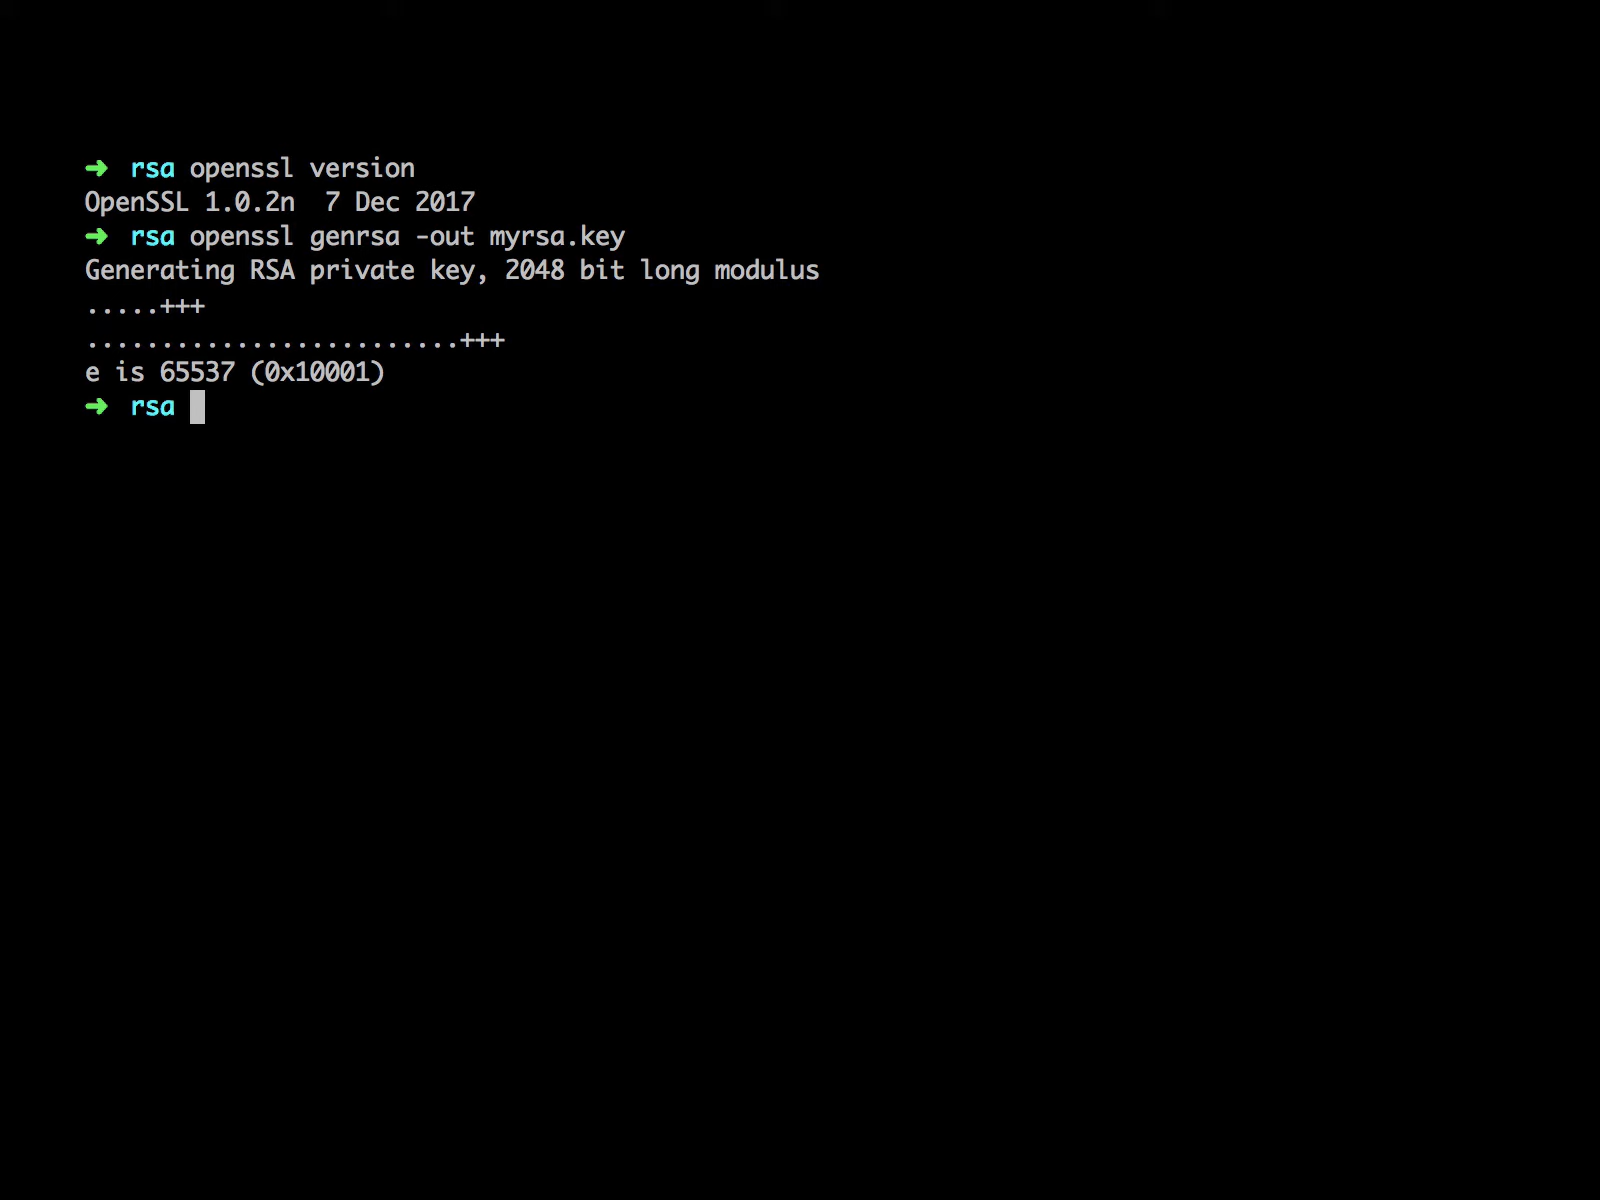 ➜ rsa openssl version
OpenSSL 1.0.2n  7 Dec 2017
➜ rsa openssl genrsa -out myrsa.key
Generating RSA private key, 2048 bit long modulus
.....+++
.........................+++
e is 65537 (0x10001)
➜ rsa